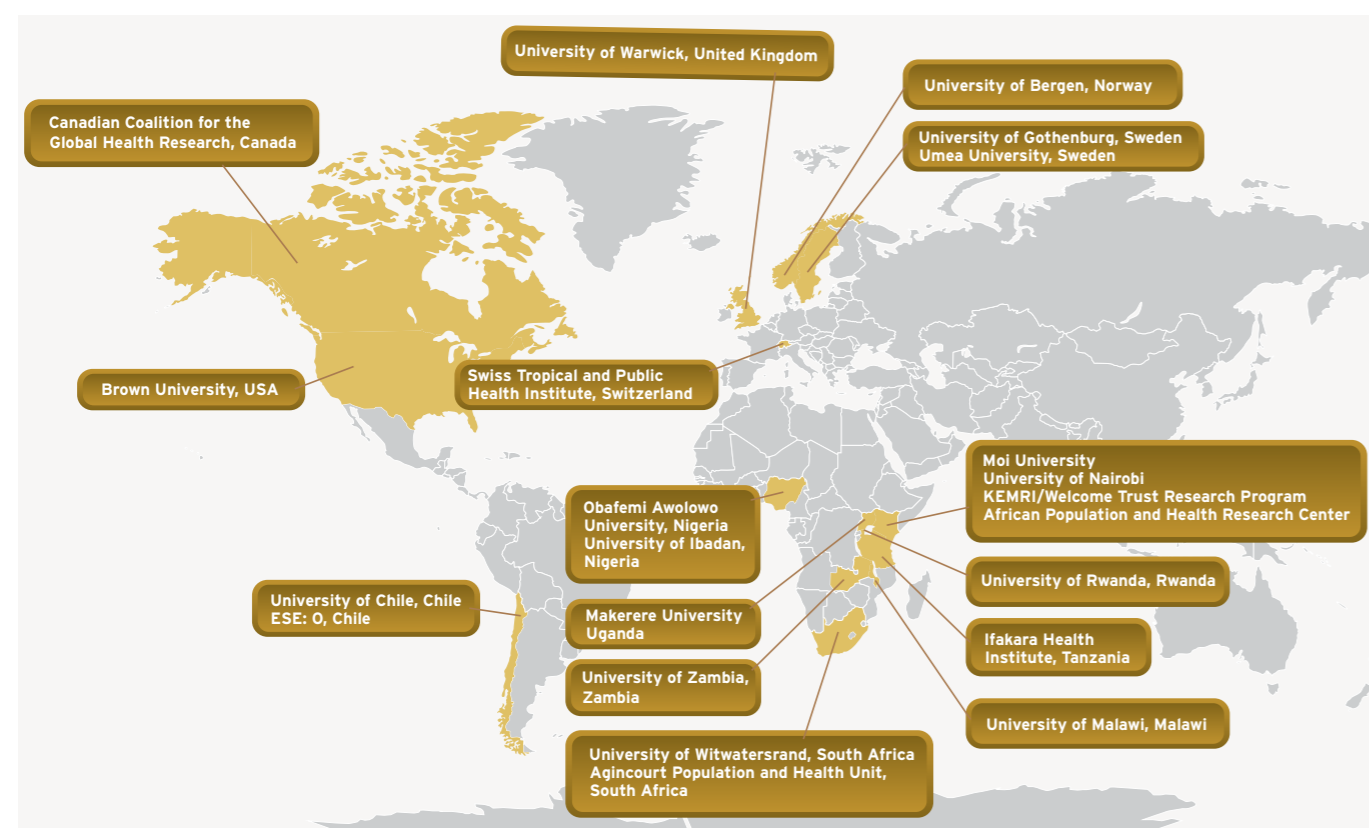 University of Warwick, United Kingdom
University of Bergen, Norway
Canadian Coalition for the
Global Health Research, Canada
University of Gothenburg, Sweden
Umea University, Sweden
Brown University, USA
Swiss Tropical and Public
Health Institute, Switzerland
Moi University
University of Nairobi
KEMRI/Welcome Trust Research Program
African Population and Health Research Center
Obafemi Awolowo
University, Nigeria
University of Ibadan,
Nigeria
University of Rwanda, Rwanda
University of Chile, Chile
ESE: O, Chile
Makerere University
Uganda
Ifakara Health
Institute, Tanzania
University of Zambia,
Zambia
University of Malawi, Malawi
University of Witwatersrand, South Africa
Agincourt Population and Health Unit,
South Africa